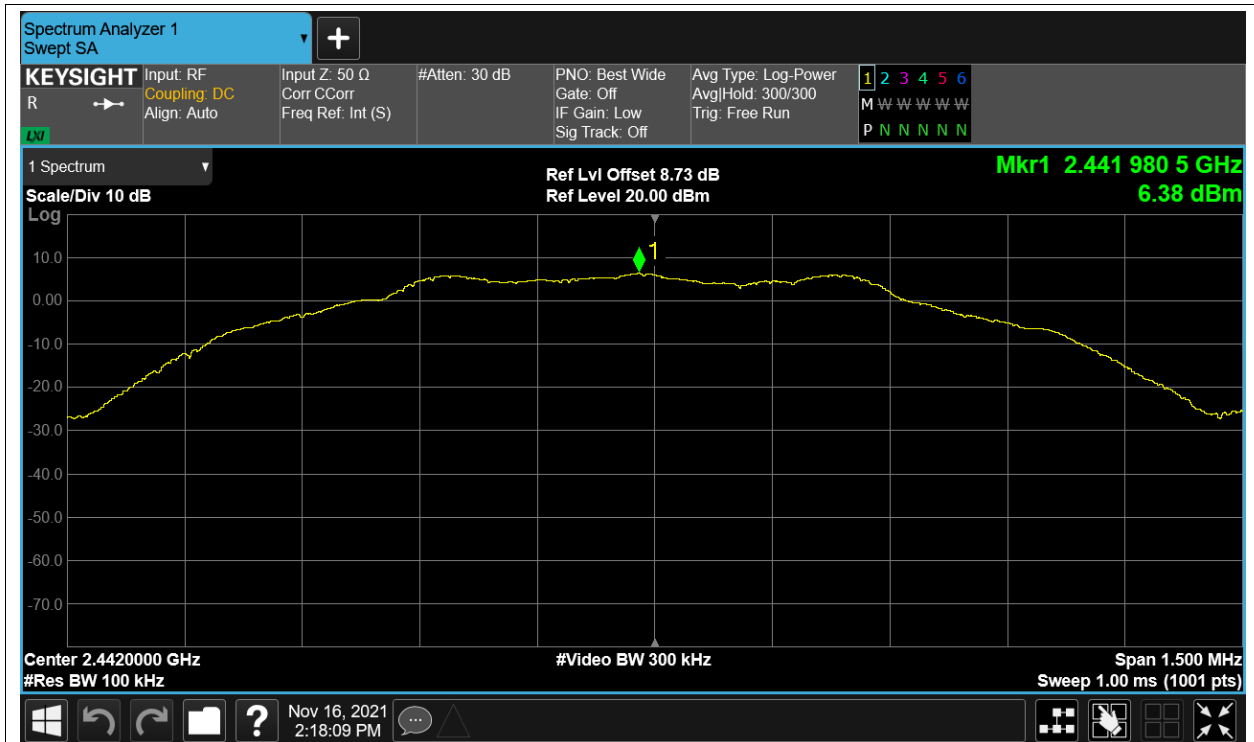 Spectrum Analyzer 1
Swept SA
+
KEYSIGHT
R
LXI
Input: RF
Coupling: DC
Align: Auto
Input Z: 50 Ω
Corr CCorr
Freq Ref: Int (S)
#Atten: 30 dB
PNO: Best Wide
Gate: Off
IF Gain: Low
Sig Track: Off
Avg Type: Log-Power
Avg|Hold: 300/300
Trig: Free Run
1 2 3 4 5 6
M W W W W W
P N N N N N
1 Spectrum
Scale/Div 10 dB
Log
Ref Lvl Offset 8.73 dB
Ref Level 20.00 dBm
Mkr1 2.441 980 5 GHz
6.38 dBm
1
10.0
0.00
-10.0
-20.0
-30.0
-40.0
-50.0
-60.0
-70.0
Center 2.4420000 GHz
#Res BW 100 kHz
#Video BW 300 kHz
Span 1.500 MHz
Sweep 1.00 ms (1001 pts)
?
Nov 16, 2021
2:18:09 PM